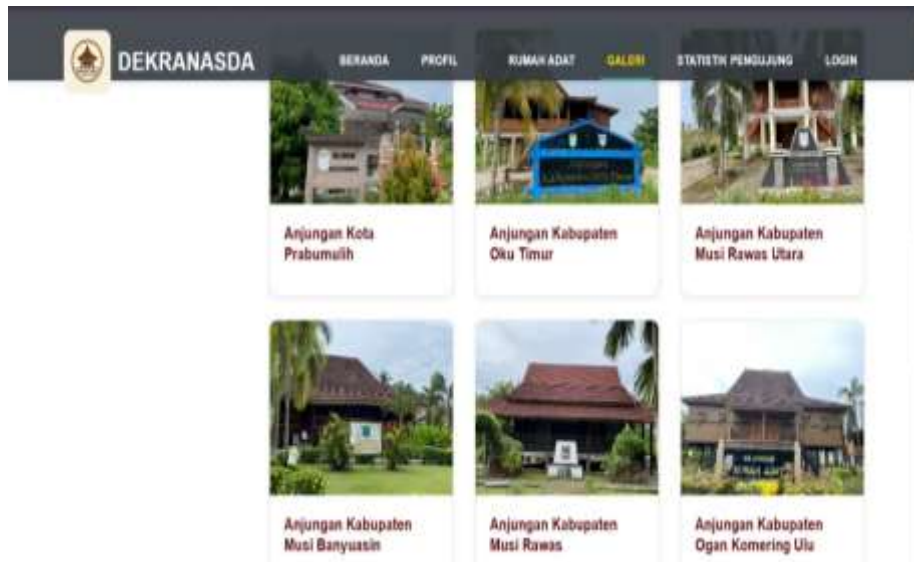 DEKRANASDA
BERANDA PROFIL RUMAH ADAT GALERI STATISTIK PENGUJUNG LOGIN
Anjungan Kota
Prabumulih
Anjungan Kabupaten
Oku Timur
Anjungan Kabupaten
Musi Rawas Utara
Anjungan Kabupaten
Musi Banyuasin
Anjungan Kabupaten
Musi Rawas
Anjungan Kabupaten
Ogan Komering Ulu